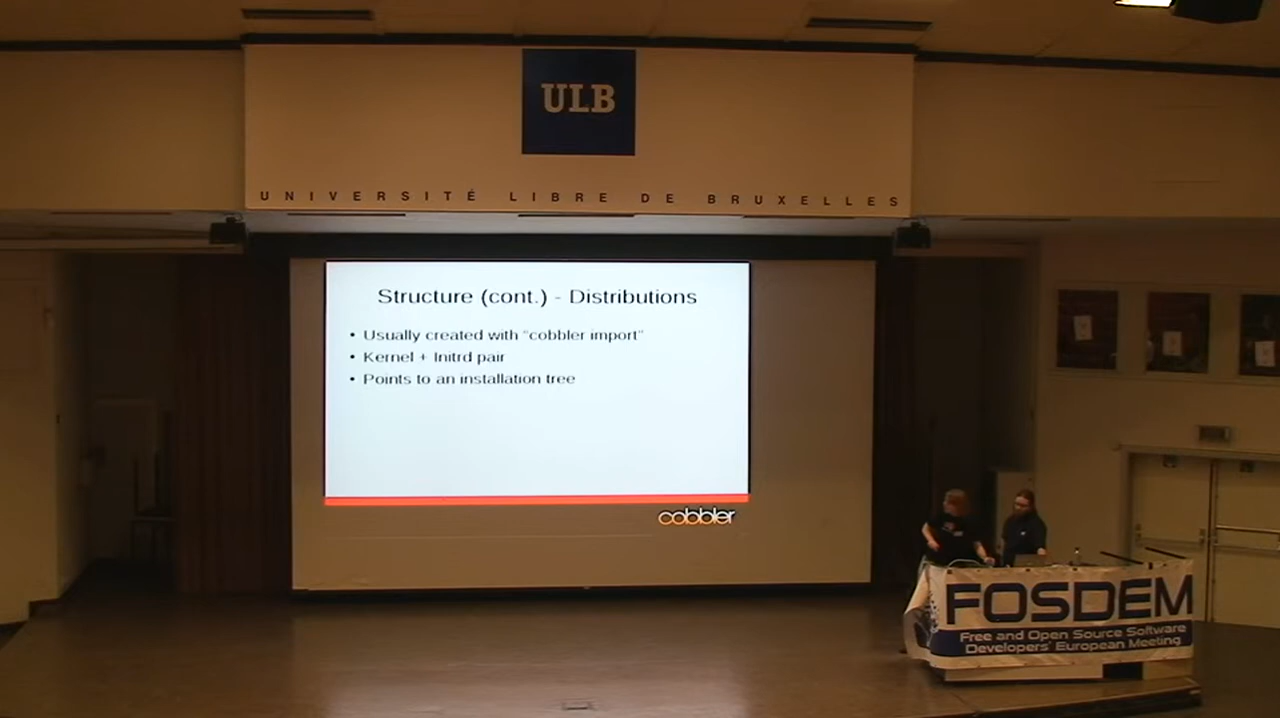 ULB
UNIVERSITÉ LIBRE DE BRUXELLES
Structure (cont.) - Distributions
• Usually created with "cobbler import"
• Kernel + Initrd pair
• Points to an installation tree
cobbler
FOSDEM
Free and Open Source Software
Developers' European Meeting